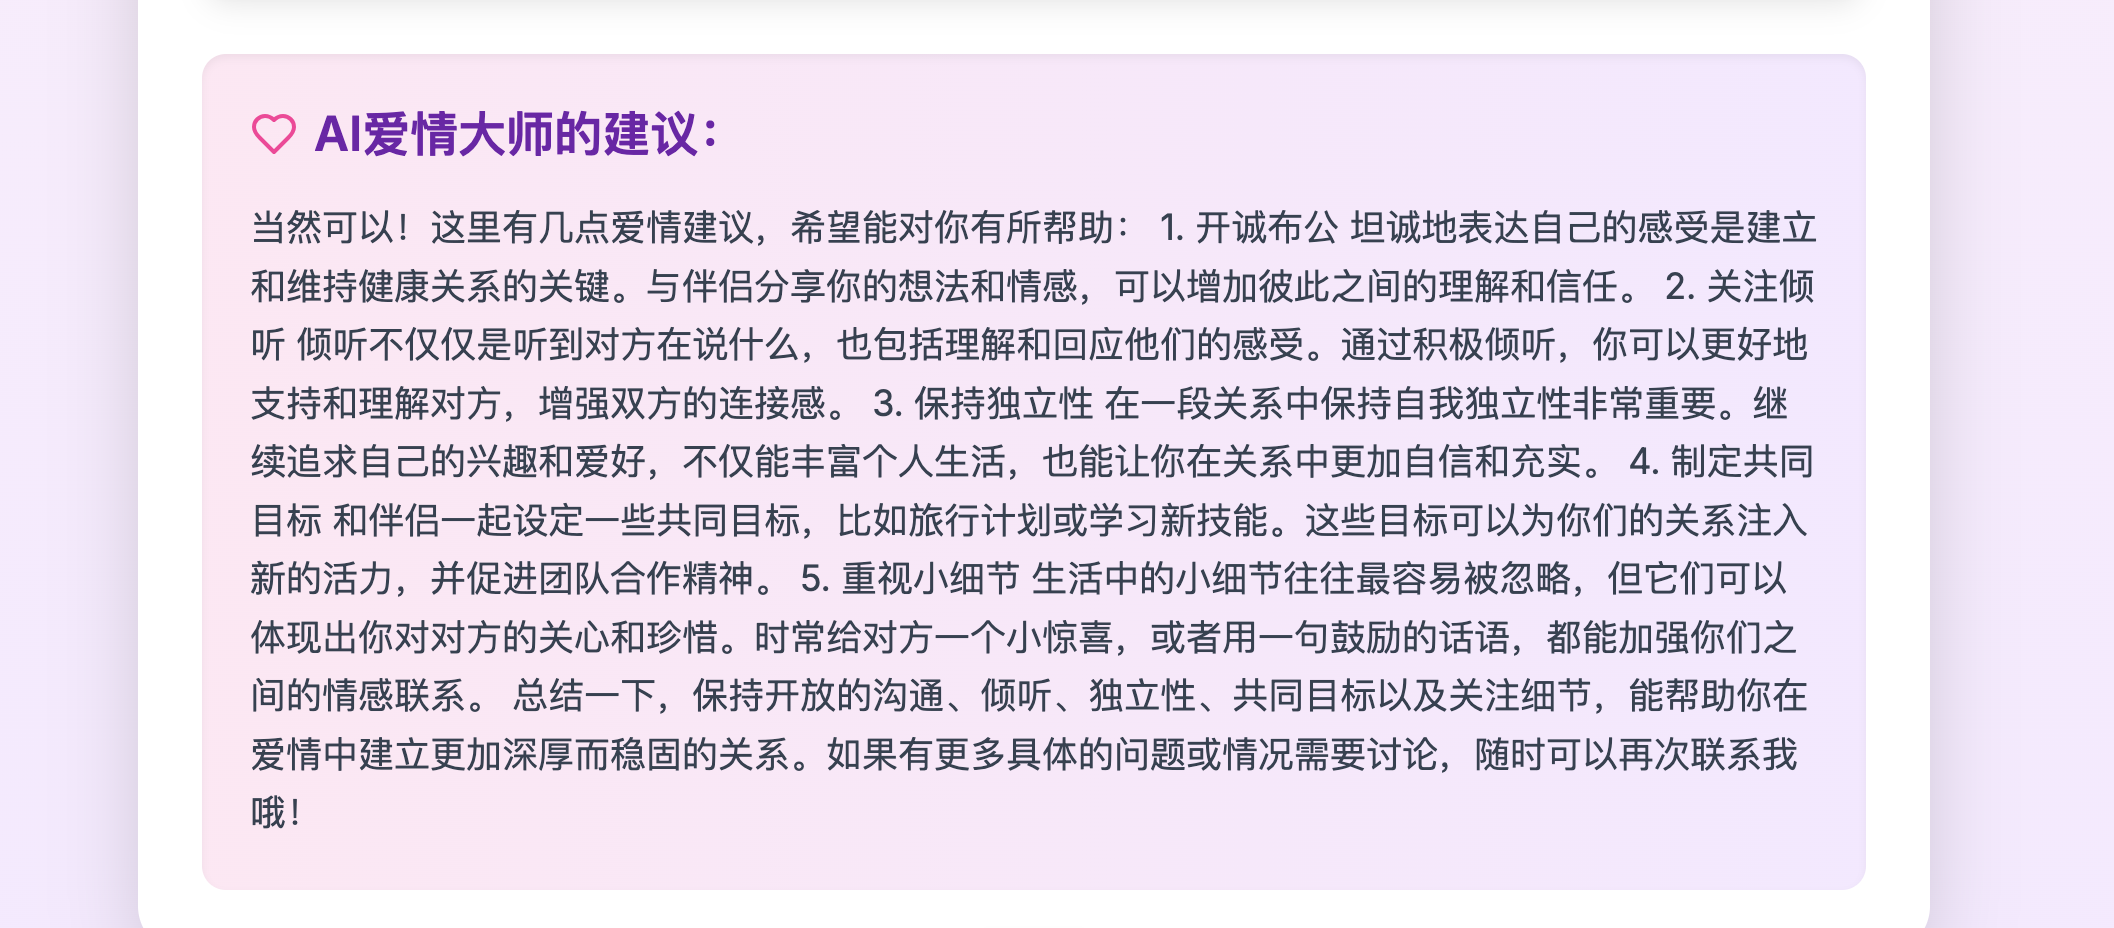 AI爱情大师的建议：
当然可以！这里有几点爱情建议，希望能对你有所帮助： 1. 开诚布公 坦诚地表达自己的感受是建立
和维持健康关系的关键。与伴侣分享你的想法和情感，可以增加彼此之间的理解和信任。 2. 关注倾
听 倾听不仅仅是听到对方在说什么，也包括理解和回应他们的感受。通过积极倾听，你可以更好地
支持和理解对方，增强双方的连接感。 3. 保持独立性 在一段关系中保持自我独立性非常重要。继
续追求自己的兴趣和爱好，不仅能丰富个人生活，也能让你在关系中更加自信和充实。 4. 制定共同
目标 和伴侣一起设定一些共同目标，比如旅行计划或学习新技能。这些目标可以为你们的关系注入
新的活力，并促进团队合作精神。 5. 重视小细节 生活中的小细节往往最容易被忽略，但它们可以
体现出你对对方的关心和珍惜。时常给对方一个小惊喜，或者用一句鼓励的话语，都能加强你们之
间的情感联系。 总结一下，保持开放的沟通、倾听、独立性、共同目标以及关注细节，能帮助你在
爱情中建立更加深厚而稳固的关系。如果有更多具体的问题或情况需要讨论，随时可以再次联系我
哦！